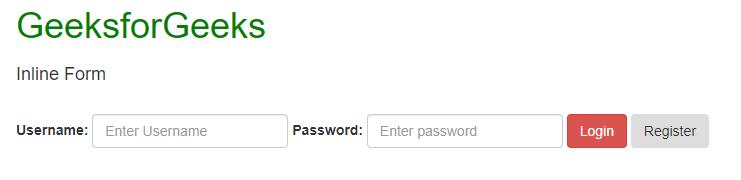 GeeksforGeeks
Inline Form
Username: Enter Username Password: Enter password Login Register